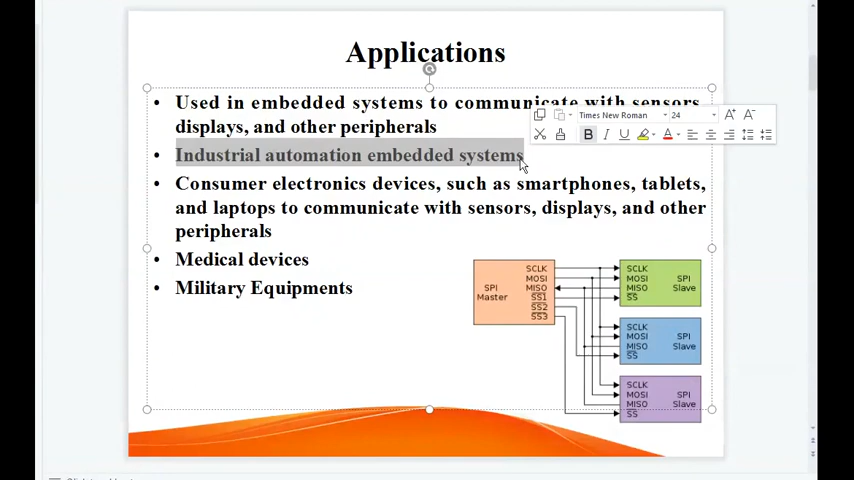 Applications
• Used in embedded systems to communicate with sensors,
displays, and other peripherals
Times New Roman 24
• Industrial automation embedded systems
• Consumer electronics devices, such as smartphones, tablets,
and laptops to communicate with sensors, displays, and other
peripherals
• Medical devices
• Military Equipments
SPI
Master
SCLK
MOSI
MISO
SS1
SS2
SS3
SCLK
MOSI
MISO
SS
SPI
Slave
SCLK
MOSI
MISO
SS
SPI
Slave
SCLK
MOSI
MISO
SS
SPI
Slave